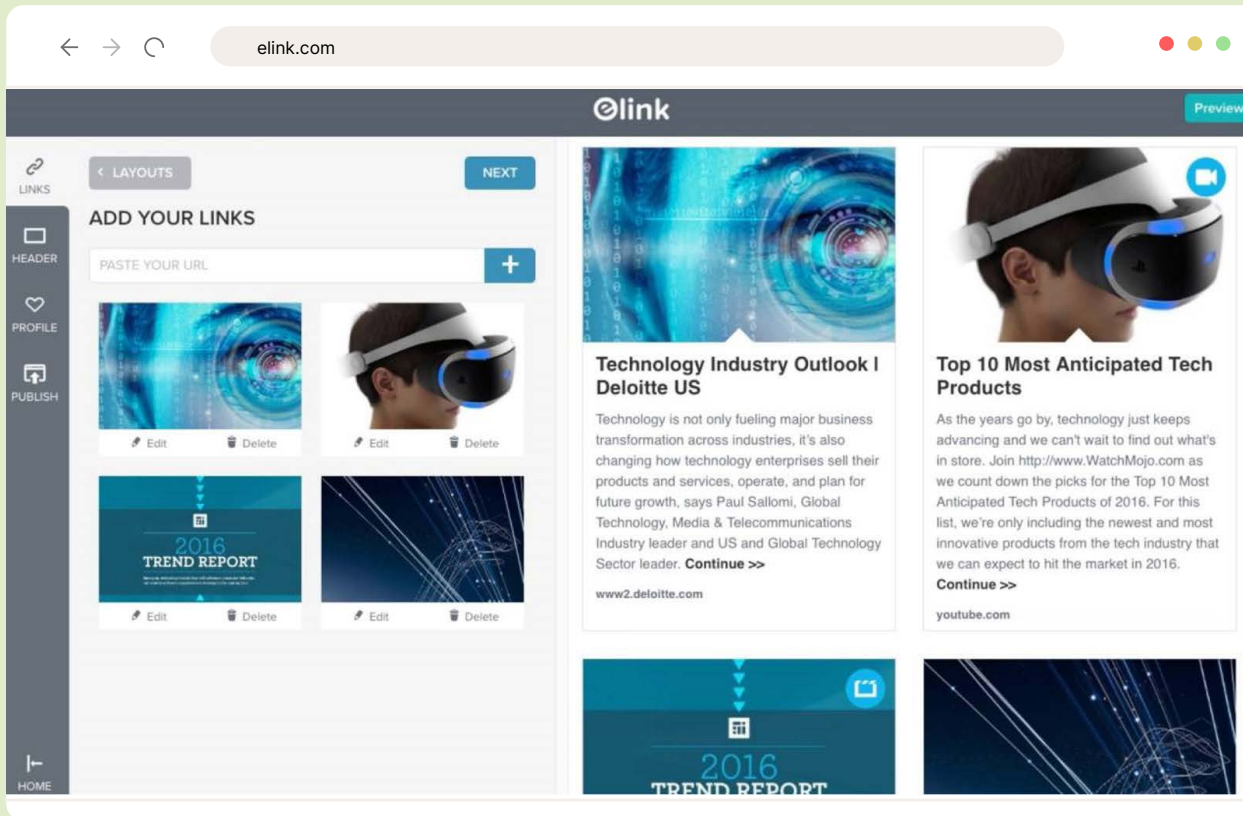 elink.com
elink
Preview
LINKS
HEADER
PROFILE
PUBLISH
HOME
< LAYOUTS
NEXT
ADD YOUR LINKS
PASTE YOUR URL
+
Edit
Delete
Edit
Delete
2016
TREND REPORT
Edit
Delete
Edit
Delete
Technology Industry Outlook |
Deloitte US
Technology is not only fueling major business
transformation across industries, it's also
changing how technology enterprises sell their
products and services, operate, and plan for
future growth, says Paul Sallomi, Global
Technology, Media & Telecommunications
Industry leader and US and Global Technology
Sector leader. Continue >>
www2.deloitte.com
Top 10 Most Anticipated Tech
Products
As the years go by, technology just keeps
advancing and we can't wait to find out what's
in store. Join http://www.WatchMojo.com as
we count down the picks for the Top 10 Most
Anticipated Tech Products of 2016. For this
list, we're only including the newest and most
innovative products from the tech industry that
we can expect to hit the market in 2016.
Continue >>
youtube.com
2016
TREND REPORT